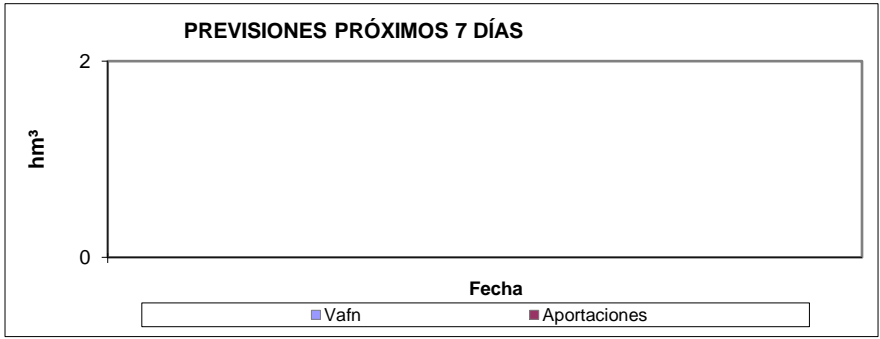 PREVISIONES PRÓXIMOS 7 DÍAS
2
hm³
0
Fecha
Vafn Aportaciones